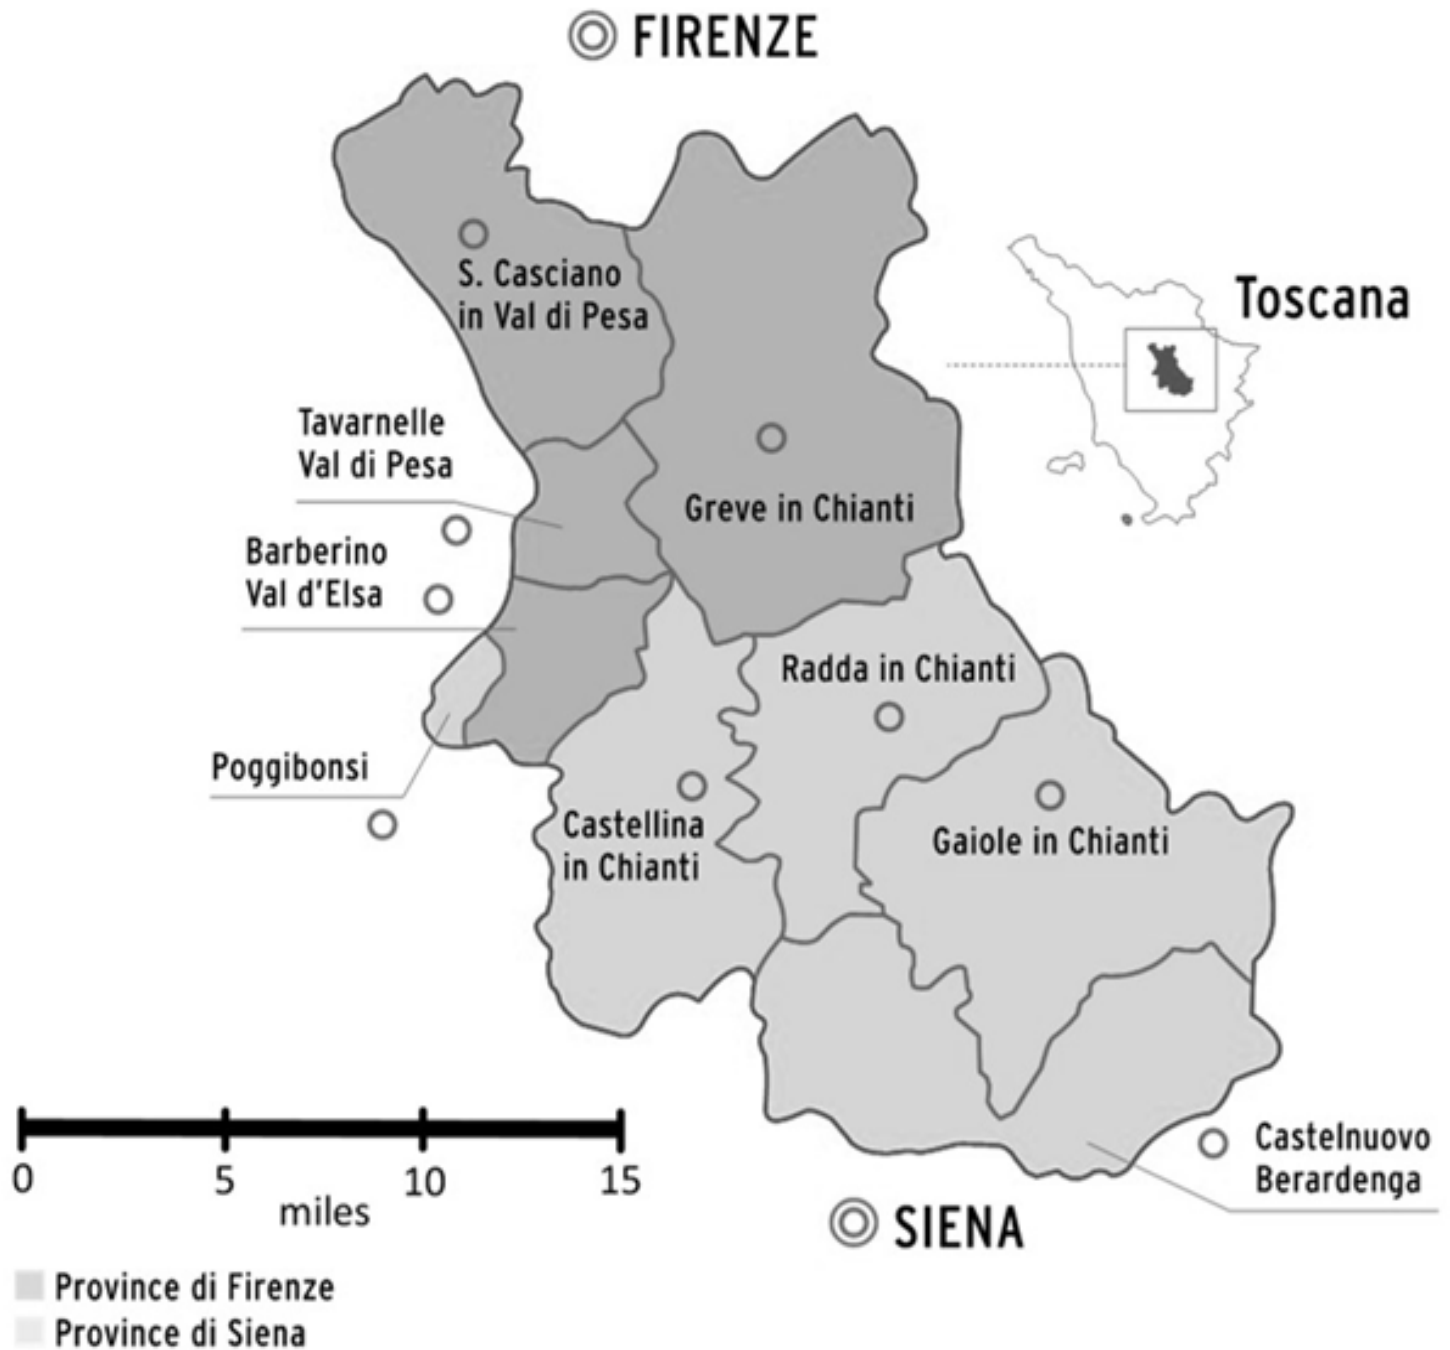 FIRENZE
S. Casciano
in Val di Pesa
Toscana
Tavarnelle
Val di Pesa
Greve in Chianti
Barberino
Val d'Elsa
Radda in Chianti
Poggibonsi
Castellina
in Chianti
Gaiole in Chianti
Castelnuovo
Berardenga
0 5 10 15
miles
SIENA
Province di Firenze
Province di Siena